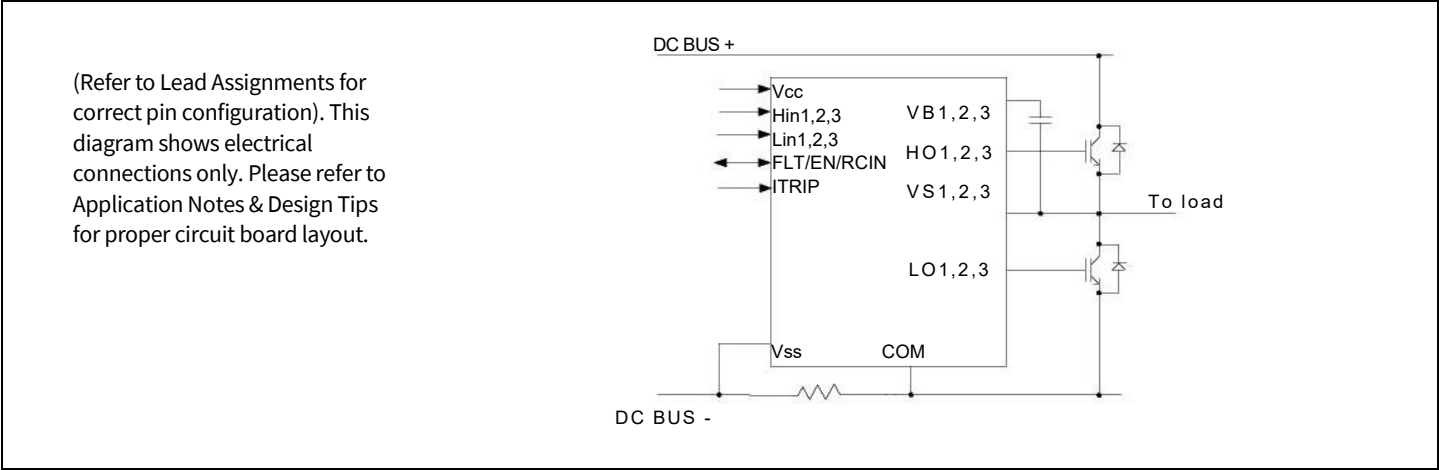 (Refer to Lead Assignments for
correct pin configuration). This
diagram shows electrical
connections only. Please refer to
Application Notes & Design Tips
for proper circuit board layout.
DC BUS +
Vcc
Hin1,2,3
Lin1,2,3
FLT/EN/RCIN
ITRIP
VB1,2,3
HO1,2,3
VS1,2,3
To load
LO1,2,3
Vss
COM
DC BUS -